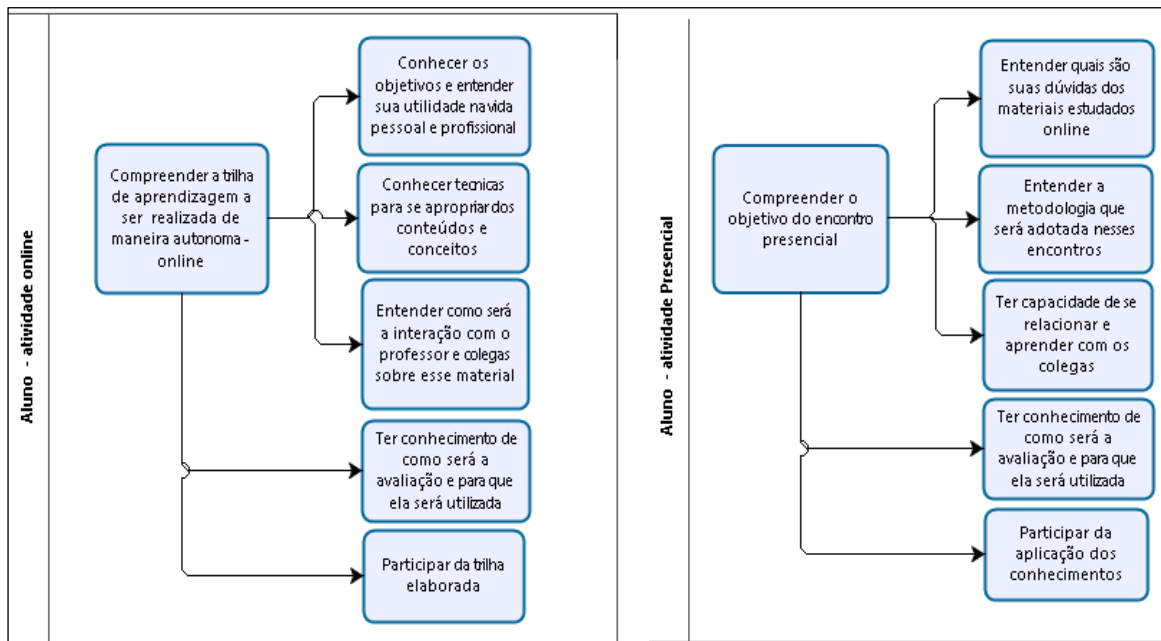 Aluno - atividade online
Compreender a trilha
de aprendizagem a
ser realizada de
maneira autonoma -
online
Conhecer os
objetivos e entender
sua utilidade navida
pessoal e profissional
Conhecer tecnicas
para se apropriar dos
conteúdos e
conceitos
Entender como será
a interação com o
professor e colegas
sobre esse material
Ter conhecimento de
como será a
avaliação e para que
ela será utilizada
Participar da trilha
elaborada
Aluno - atividade Presencial
Compreender o
objetivo do encontro
presencial
Entender quais são
suas dúvidas dos
materiais estudados
online
Entender a
metodologia que
será adotada nesses
encontros
Ter capacidade de se
relacionar e
aprender com os
colegas
Ter conhecimento de
como será a
avaliação e para que
ela será utilizada
Participar da
aplicação dos
conhecimentos